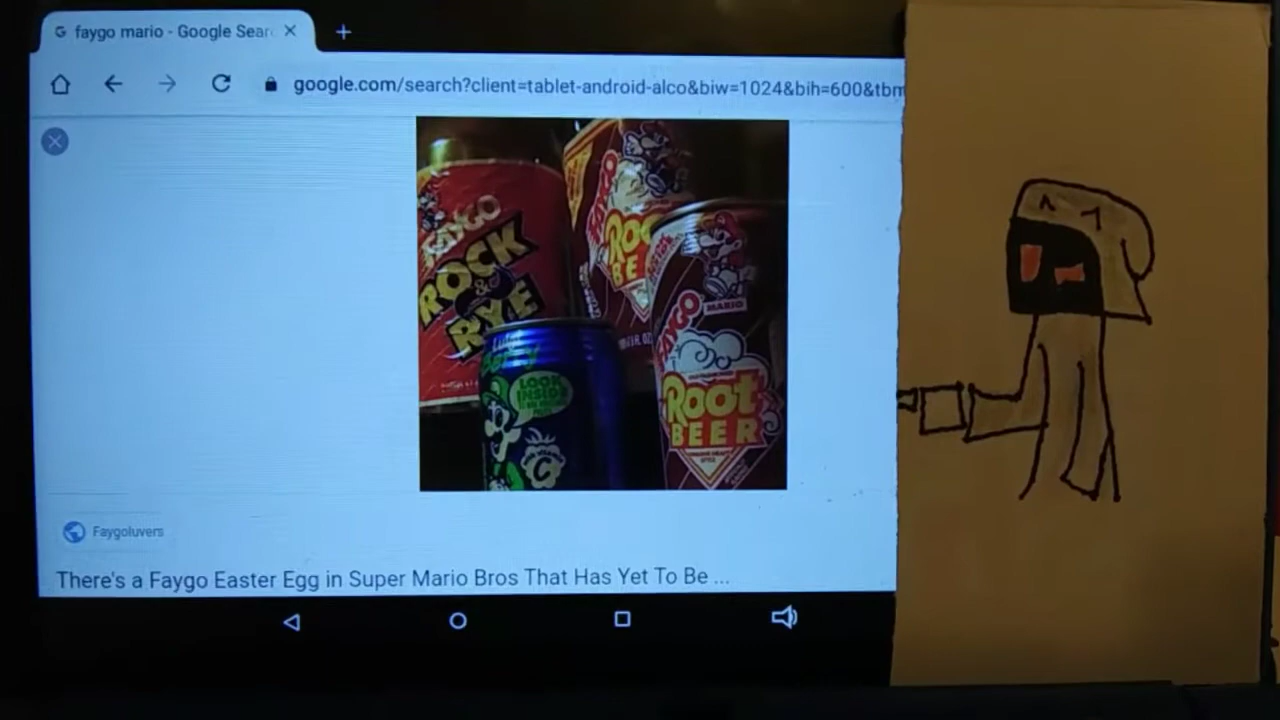 faygo mario - Google Sear
google.com/search?client=tablet-android-alco&biw=1024&bih=600&tbm
FAYGO
ROCK
&
RYE
FAYGO
ROO
BE
MARIO
FAYGO
Root
BEER
LOOK
INSIDE
C
Faygoluvers
There's a Faygo Easter Egg in Super Mario Bros That Has Yet To Be ...